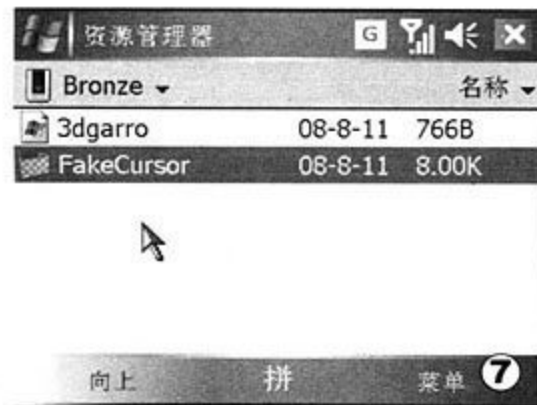 资源管理器 G
Bronze 名称
3dgarro 08-8-11 766B
FakeCursor 08-8-11 8.00K
向上 拼 菜单 7